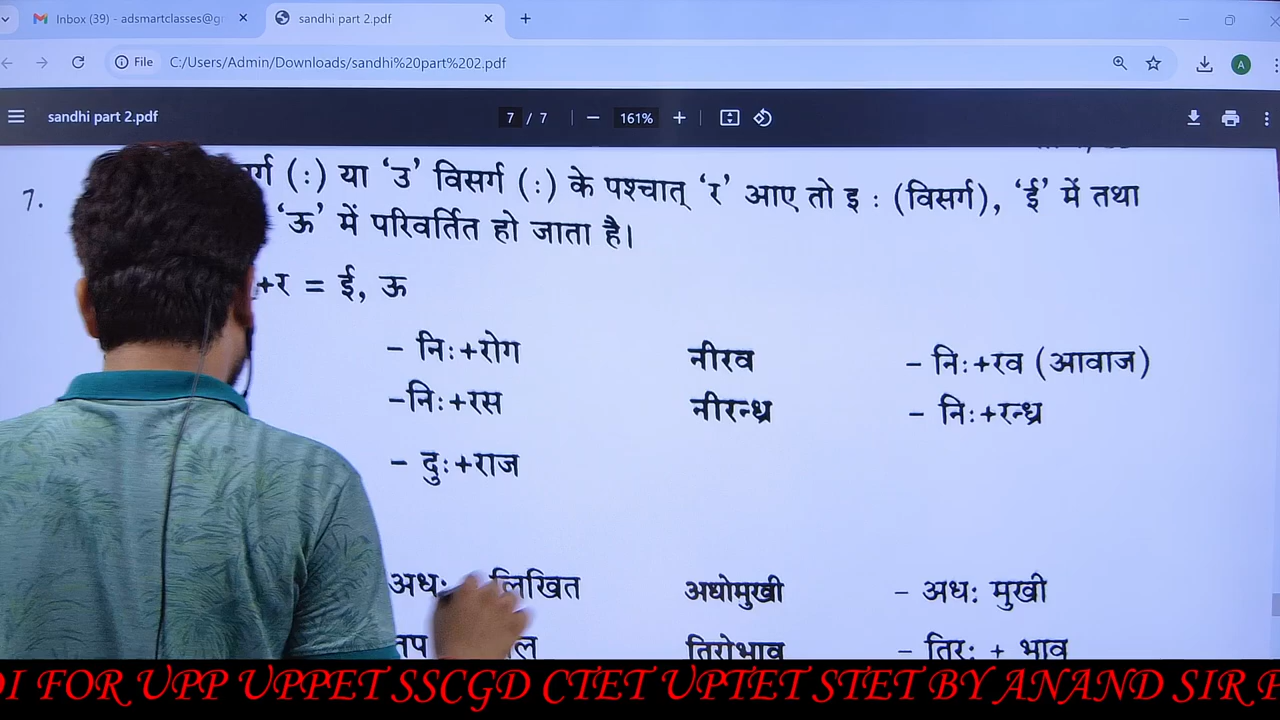 Inbox (39) - adsmartclasses@g
sandhi part 2.pdf
File C:/Users/Admin/Downloads/sandhi%20part%202.pdf
A
sandhi part 2.pdf 7 / 7 161%
7. र्ग (ः) या ‘उ’ विसर्ग (ः) के पश्चात् ‘र’ आए तो इ : (विसर्ग), ‘ई’ में तथा
‘ऊ’ में परिवर्तित हो जाता है।
+र = ई, ऊ
- निः+रोग नीरव - निः+रव (आवाज)
-निः+रस नीरन्ध्र - निः+रन्ध्र
- दुः+राज
अधः लिखित अधोमुखी - अधः मुखी
तिरोभाव - तिरः + भाव
DI FOR UPP UPPET SSCGD CTET UPTET STET BY ANAND SIR